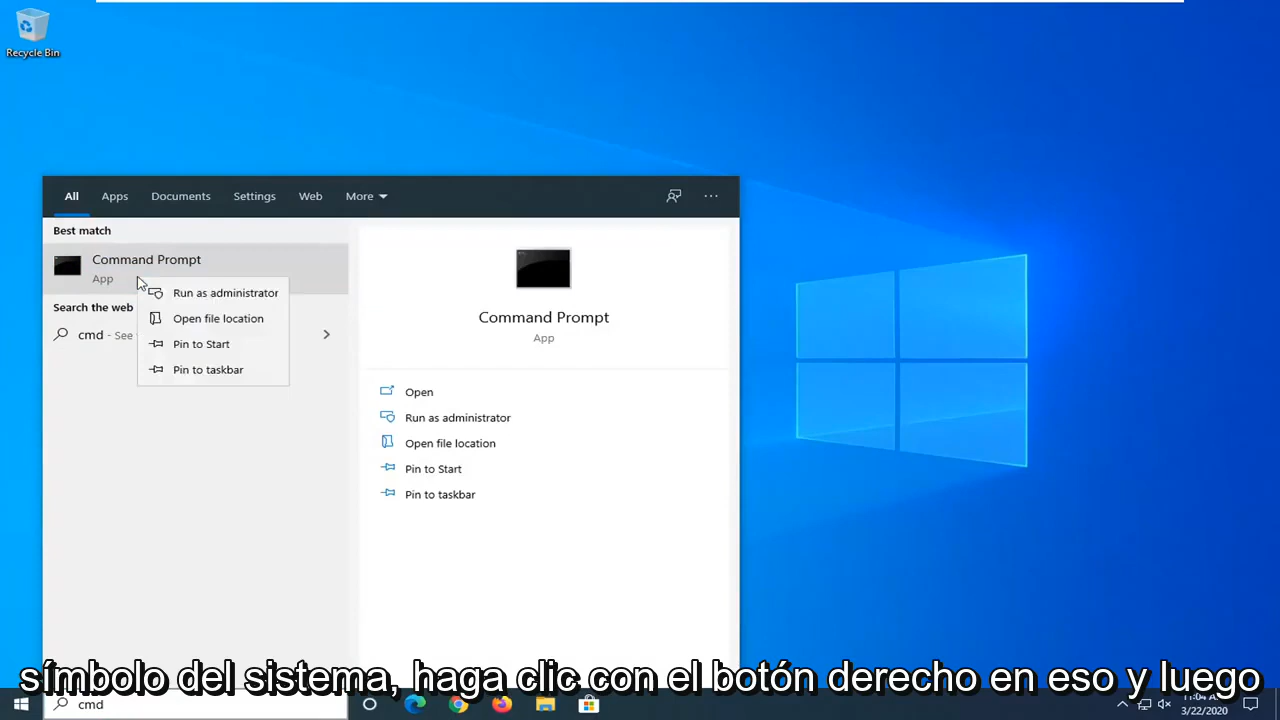 Recycle Bin
All Apps Documents Settings Web More
Best match
Command Prompt
App
Run as administrator
Open file location
Pin to Start
Pin to taskbar
Search the web
cmd - See
Command Prompt
App
Open
Run as administrator
Open file location
Pin to Start
Pin to taskbar
símbolo del sistema, haga clic con el botón derecho en eso y luego
cmd
11:04
3/22/2020